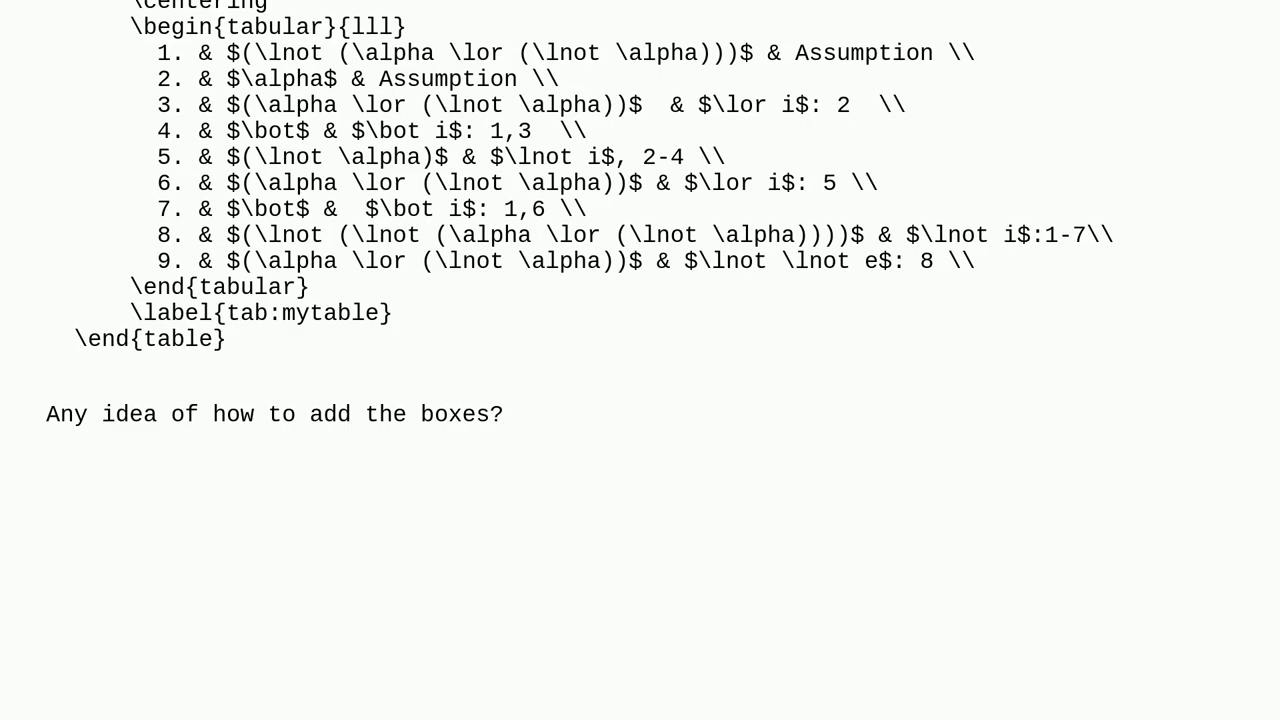 \centering
\begin{tabular}{lll}
1. & $(\lnot (\alpha \lor (\lnot \alpha)))$ & Assumption \\
2. & $\alpha$ & Assumption \\
3. & $(\alpha \lor (\lnot \alpha))$  & $\lor i$: 2  \\
4. & $\bot$ & $\bot i$: 1,3  \\
5. & $(\lnot \alpha)$ & $\lnot i$, 2-4 \\
6. & $(\alpha \lor (\lnot \alpha))$ & $\lor i$: 5 \\
7. & $\bot$ &  $\bot i$: 1,6 \\
8. & $(\lnot (\lnot (\alpha \lor (\lnot \alpha))))$ & $\lnot i$:1-7\\
9. & $(\alpha \lor (\lnot \alpha))$ & $\lnot \lnot e$: 8 \\
\end{tabular}
\label{tab:mytable}
\end{table}
Any idea of how to add the boxes?